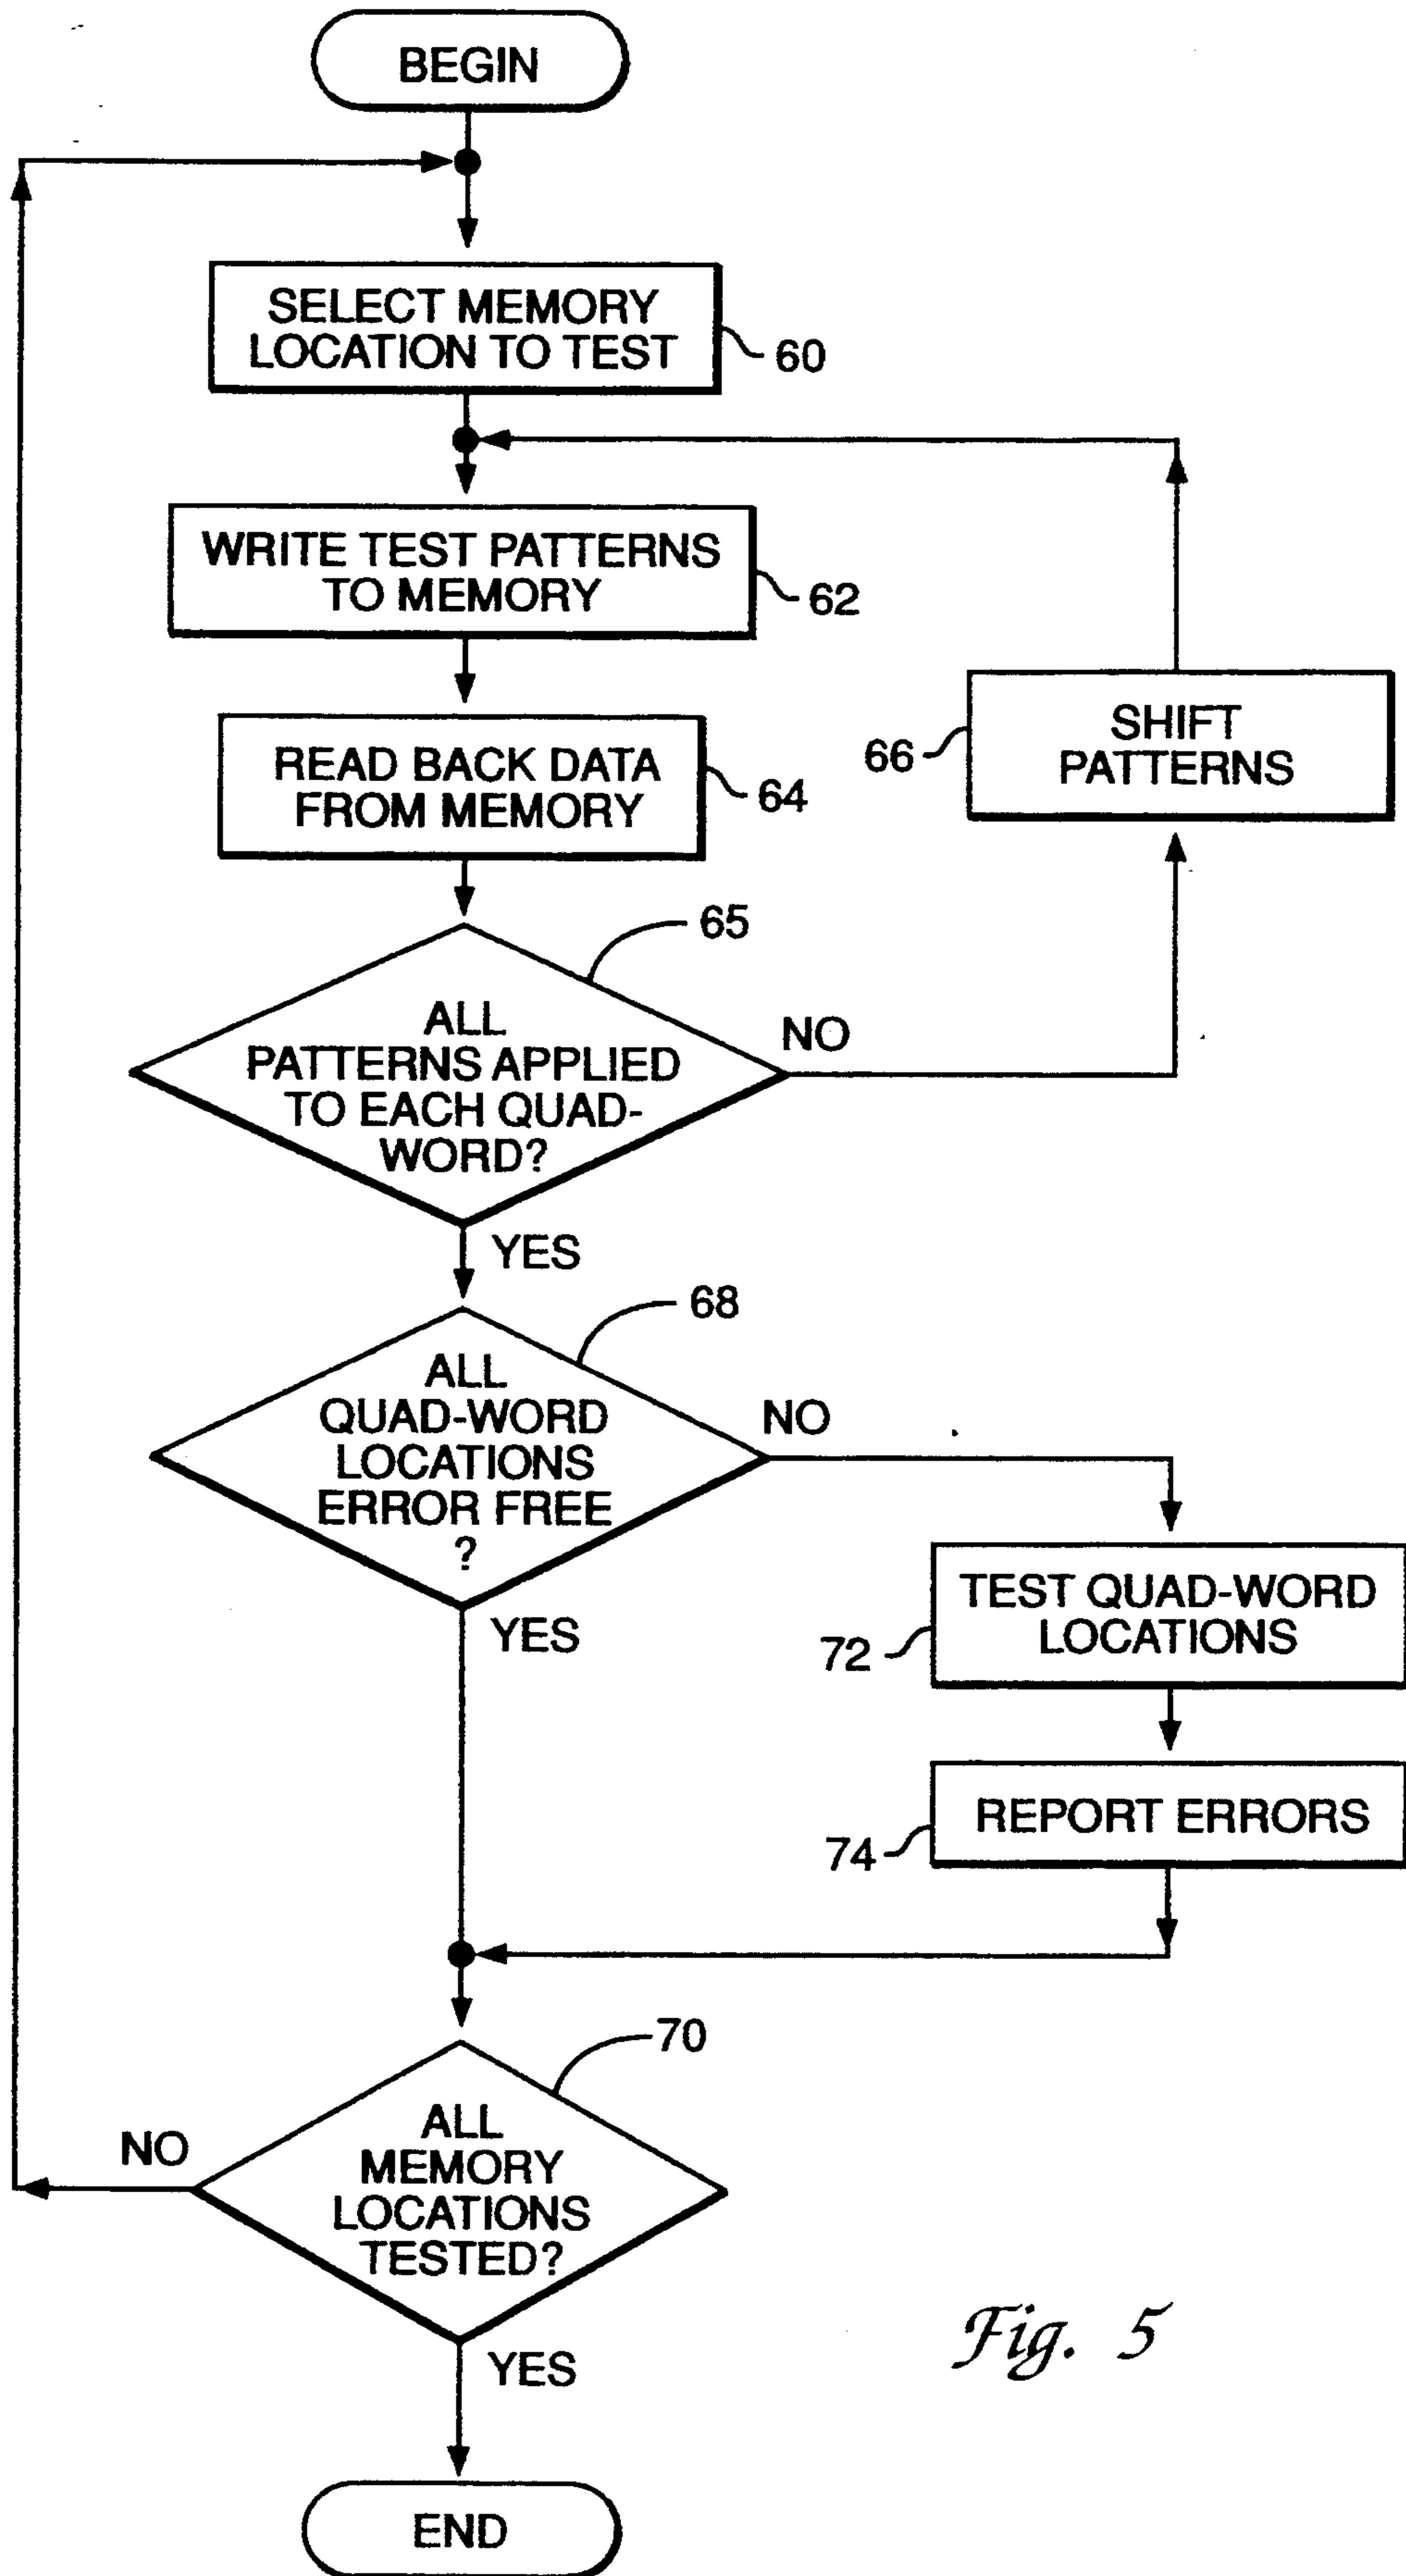 BEGIN
SELECT MEMORY
LOCATION TO TEST
60
WRITE TEST PATTERNS
TO MEMORY
62
READ BACK DATA
FROM MEMORY
64
66
SHIFT
PATTERNS
65
ALL
PATTERNS APPLIED
TO EACH QUAD-
WORD?
NO
YES
68
ALL
QUAD-WORD
LOCATIONS
ERROR FREE
?
NO
YES
TEST QUAD-WORD
LOCATIONS
72
REPORT ERRORS
74
70
ALL
MEMORY
LOCATIONS
TESTED?
NO
YES
END
Fig. 5